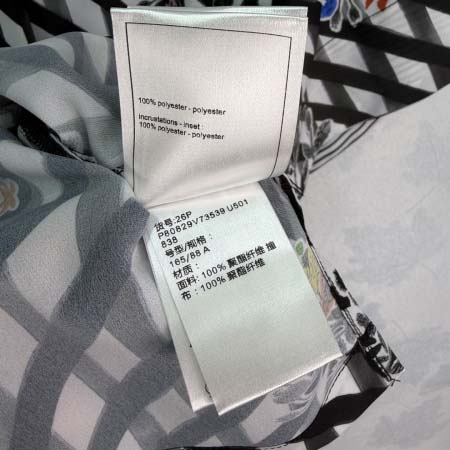 100% polyester - polyester
incrustations - inset :
100% polyester - polyester
货号:26P
P80829V73539 U501
838
号型/规格：
165/88 A
材质：
面料: 100% 聚酯纤维 撞
布：100% 聚酯纤维